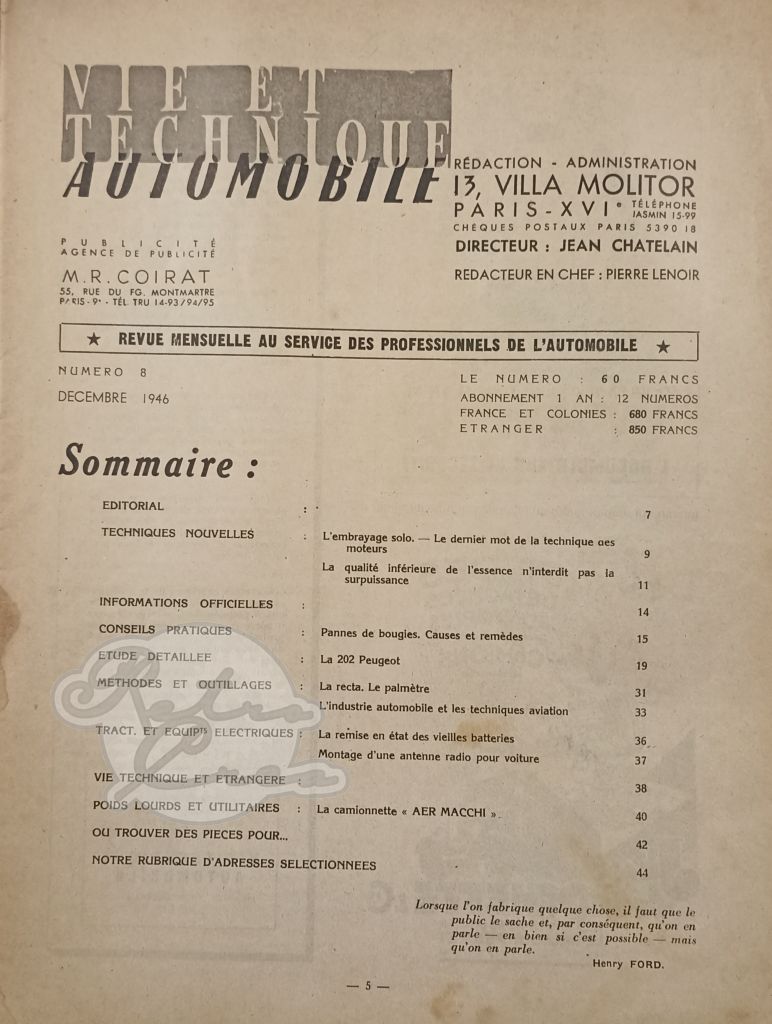 VIE ET
TECHNIQUE
AUTOMOBILE
RÉDACTION - ADMINISTRATION
13, VILLA MOLITOR
PARIS-XVIe TÉLÉPHONE JASMIN 15-99
CHÈQUES POSTAUX PARIS 5390 18
DIRECTEUR : JEAN CHATELAIN
REDACTEUR EN CHEF : PIERRE LENOIR
PUBLICITÉ
AGENCE DE PUBLICITÉ
M.R. COIRAT
55, RUE DU FG. MONTMARTRE
PARIS-9e - TÉL. TRU 14-93/94/95
★ REVUE MENSUELLE AU SERVICE DES PROFESSIONNELS DE L'AUTOMOBILE ★
NUMERO 8
DECEMBRE 1946
LE NUMERO : 60 FRANCS
ABONNEMENT 1 AN : 12 NUMEROS
FRANCE ET COLONIES : 680 FRANCS
ETRANGER : 850 FRANCS
Sommaire :
EDITORIAL : 7
TECHNIQUES NOUVELLES : L'embrayage solo. — Le dernier mot de la technique des
moteurs 9
La qualité inférieure de l'essence n'interdit pas la
surpuissance 11
INFORMATIONS OFFICIELLES : 14
CONSEILS PRATIQUES : Pannes de bougies. Causes et remèdes 15
ETUDE DETAILLEE : La 202 Peugeot 19
METHODES ET OUTILLAGES : La recta. Le palmètre 31
L'industrie automobile et les techniques aviation 33
TRACT. ET EQUIPTS ELECTRIQUES : La remise en état des vieilles batteries 36
Montage d'une antenne radio pour voiture 37
VIE TECHNIQUE ET ETRANGERE : 38
POIDS LOURDS ET UTILITAIRES : La camionnette « AER MACCHI » 40
OU TROUVER DES PIECES POUR... 42
NOTRE RUBRIQUE D'ADRESSES SELECTIONNEES 44
Lorsque l'on fabrique quelque chose, il faut que le
public le sache et, par conséquent, qu'on en
parle — en bien si c'est possible — mais
qu'on en parle.
Henry FORD.
— 5 —
Retro